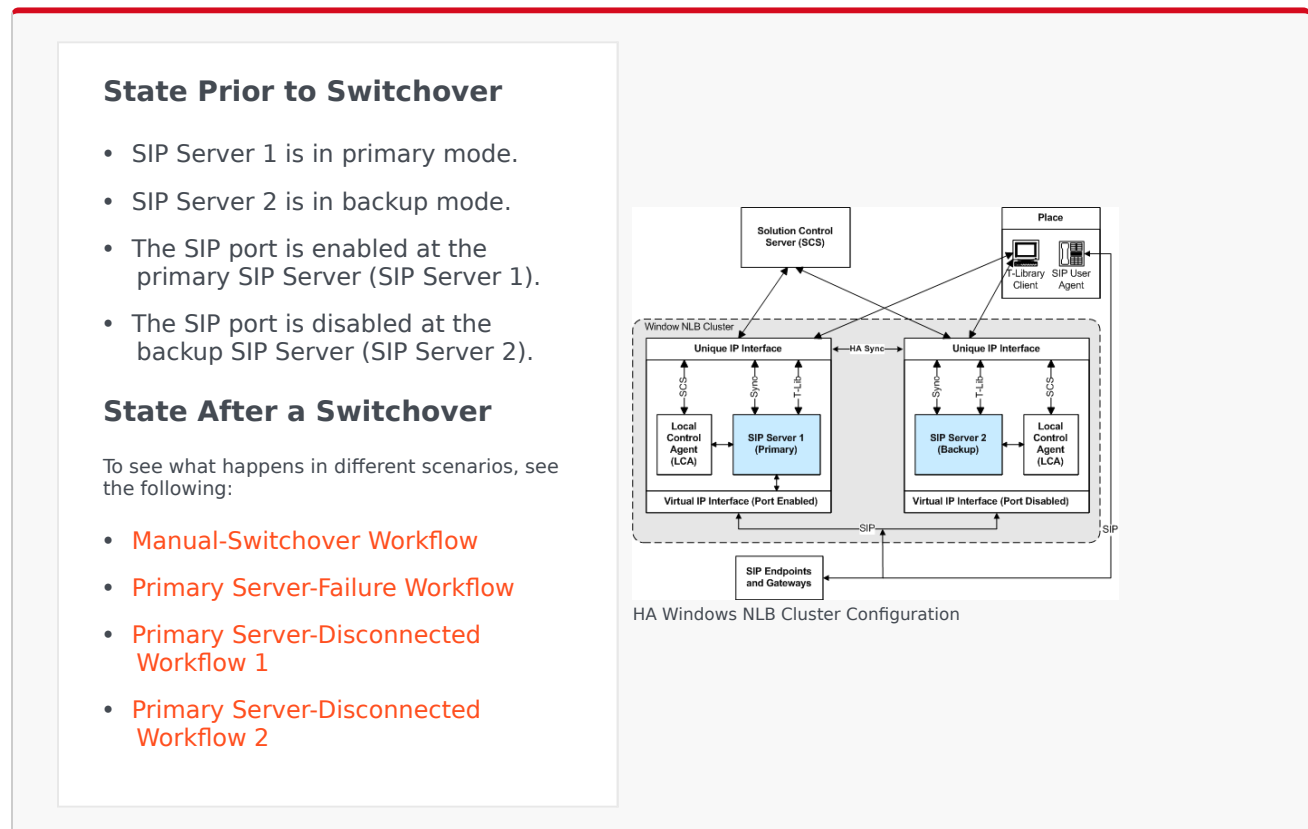 State Prior to Switchover
• SIP Server 1 is in primary mode.
• SIP Server 2 is in backup mode.
• The SIP port is enabled at the
primary SIP Server (SIP Server 1).
• The SIP port is disabled at the
backup SIP Server (SIP Server 2).
State After a Switchover
To see what happens in different scenarios, see
the following:
• Manual-Switchover Workflow
• Primary Server-Failure Workflow
• Primary Server-Disconnected
Workflow 1
• Primary Server-Disconnected
Workflow 2
Solution Control
Server (SCS)
Place
T-Library
Client
SIP User
Agent
Window NLB Cluster
Unique IP Interface
HA Sync
Unique IP Interface
SCS
Sync
T-Lib
Sync
T-Lib
SCS
Local
Control
Agent
(LCA)
SIP Server 1
(Primary)
SIP Server 2
(Backup)
Local
Control
Agent
(LCA)
Virtual IP Interface (Port Enabled)
Virtual IP Interface (Port Disabled)
SIP
SIP
SIP Endpoints
and Gateways
HA Windows NLB Cluster Configuration